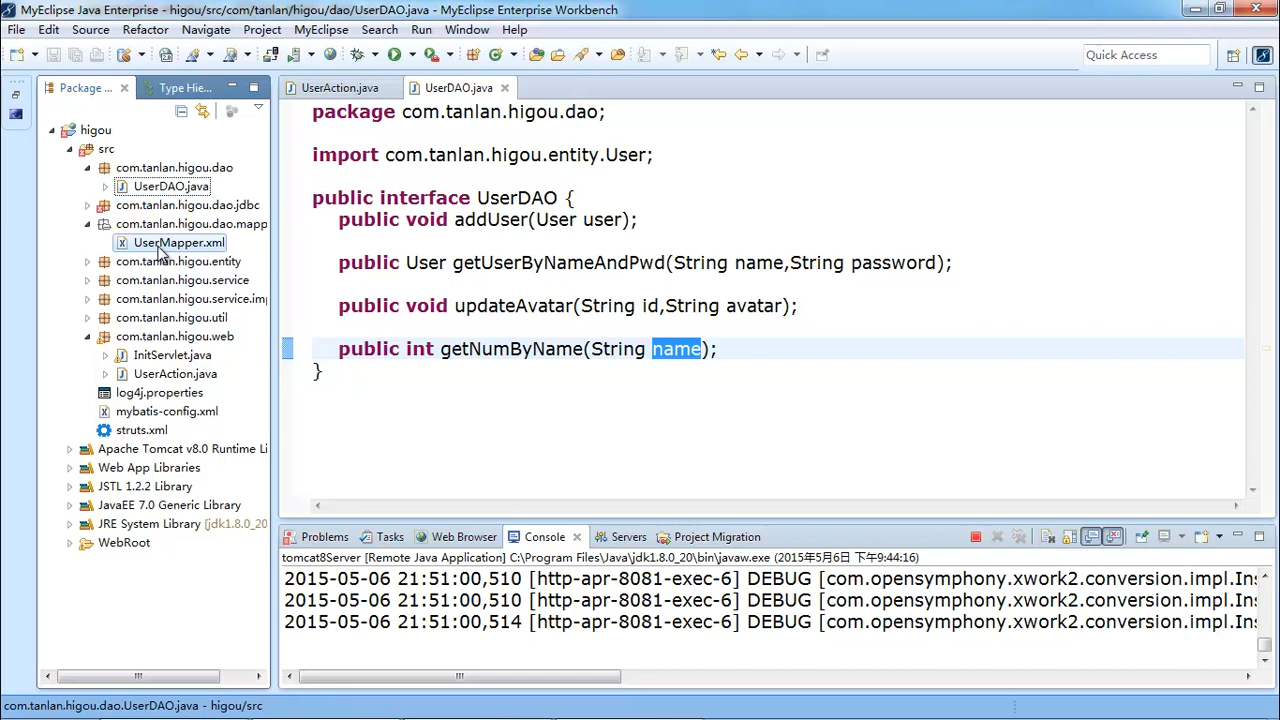 MyEclipse Java Enterprise - higou/src/com/tanlan/higou/dao/UserDAO.java - MyEclipse Enterprise Workbench
File Edit Source Refactor Navigate Project MyEclipse Search Run Window Help
Quick Access
Package ... Type Hie...
UserAction.java UserDAO.java
higou
src
com.tanlan.higou.dao
UserDAO.java
com.tanlan.higou.dao.jdbc
com.tanlan.higou.dao.mapp
UserMapper.xml
com.tanlan.higou.entity
com.tanlan.higou.service
com.tanlan.higou.service.im
com.tanlan.higou.util
com.tanlan.higou.web
InitServlet.java
UserAction.java
log4j.properties
mybatis-config.xml
struts.xml
Apache Tomcat v8.0 Runtime Li
Web App Libraries
JSTL 1.2.2 Library
JavaEE 7.0 Generic Library
JRE System Library [jdk1.8.0_20
WebRoot
package com.tanlan.higou.dao;
import com.tanlan.higou.entity.User;
public interface UserDAO {
public void addUser(User user);
public User getUserByNameAndPwd(String name,String password);
public void updateAvatar(String id,String avatar);
public int getNumByName(String name);
}
Problems Tasks Web Browser Console Servers Project Migration
tomcat8Server [Remote Java Application] C:\Program Files\Java\jdk1.8.0_20\bin\javaw.exe (2015年5月6日 下午9:44:16)
2015-05-06 21:51:00,510 [http-apr-8081-exec-6] DEBUG [com.opensymphony.xwork2.conversion.impl.Ins
2015-05-06 21:51:00,510 [http-apr-8081-exec-6] DEBUG [com.opensymphony.xwork2.conversion.impl.Ins
2015-05-06 21:51:00,514 [http-apr-8081-exec-6] DEBUG [com.opensymphony.xwork2.conversion.impl.Ins
com.tanlan.higou.dao.UserDAO.java - higou/src